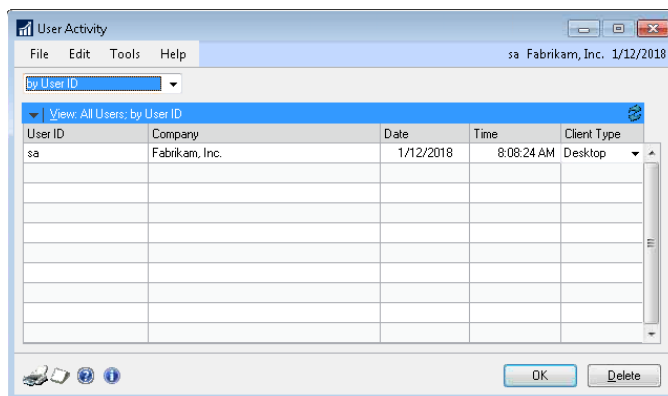 User Activity
File Edit Tools Help sa Fabrikam, Inc. 1/12/2018
by User ID
View: All Users; by User ID
User ID Company Date Time Client Type
sa Fabrikam, Inc. 1/12/2018 8:08:24 AM Desktop
OK Delete